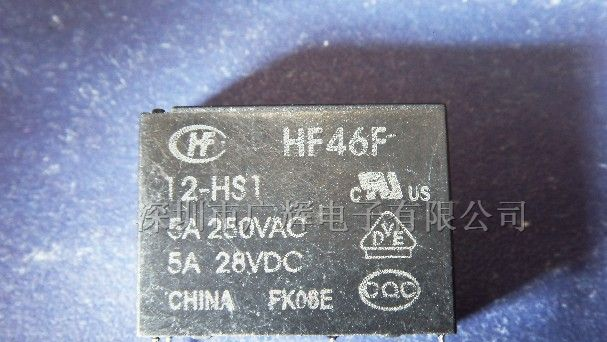 HF HF46F
12-HS1
c RU US
深圳市广辉电子有限公司
5A 250VAC
VDE
5A 28VDC
CHINA FK08E
CQC